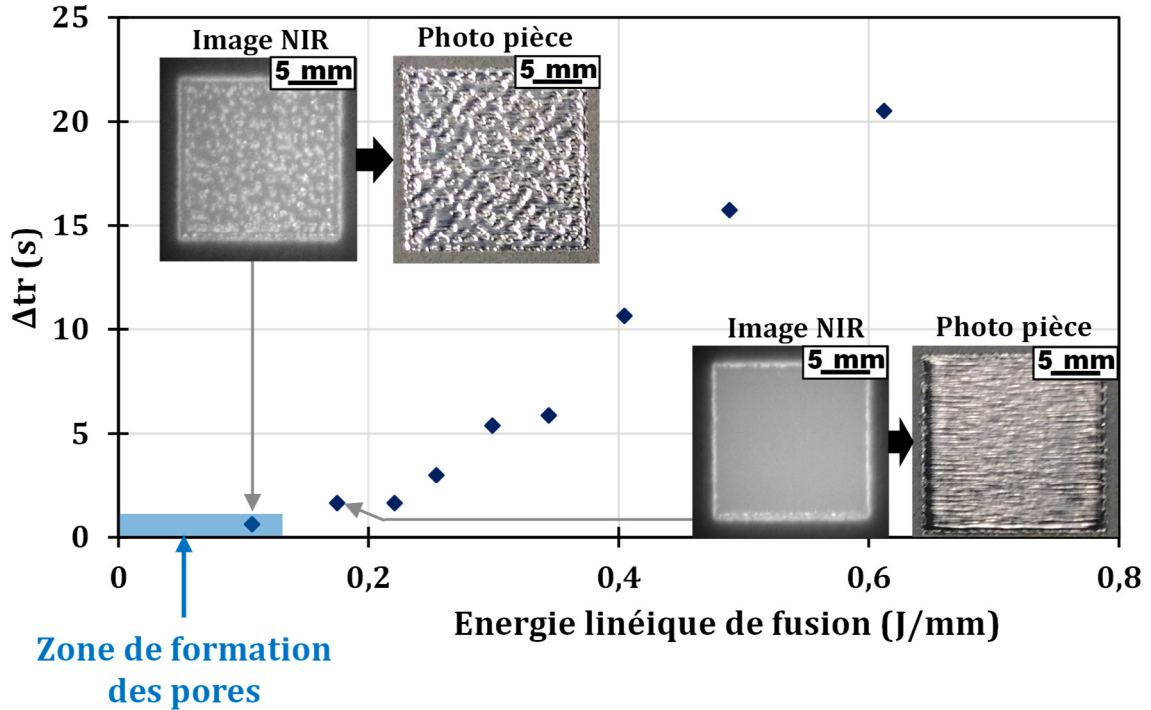 25
20
15
10
5
0
Δtr (s)
Image NIR
5 mm
Photo pièce
5 mm
Image NIR
5 mm
Photo pièce
5 mm
0
0,2
0,4
0,6
0,8
Energie linéique de fusion (J/mm)
Zone de formation
des pores